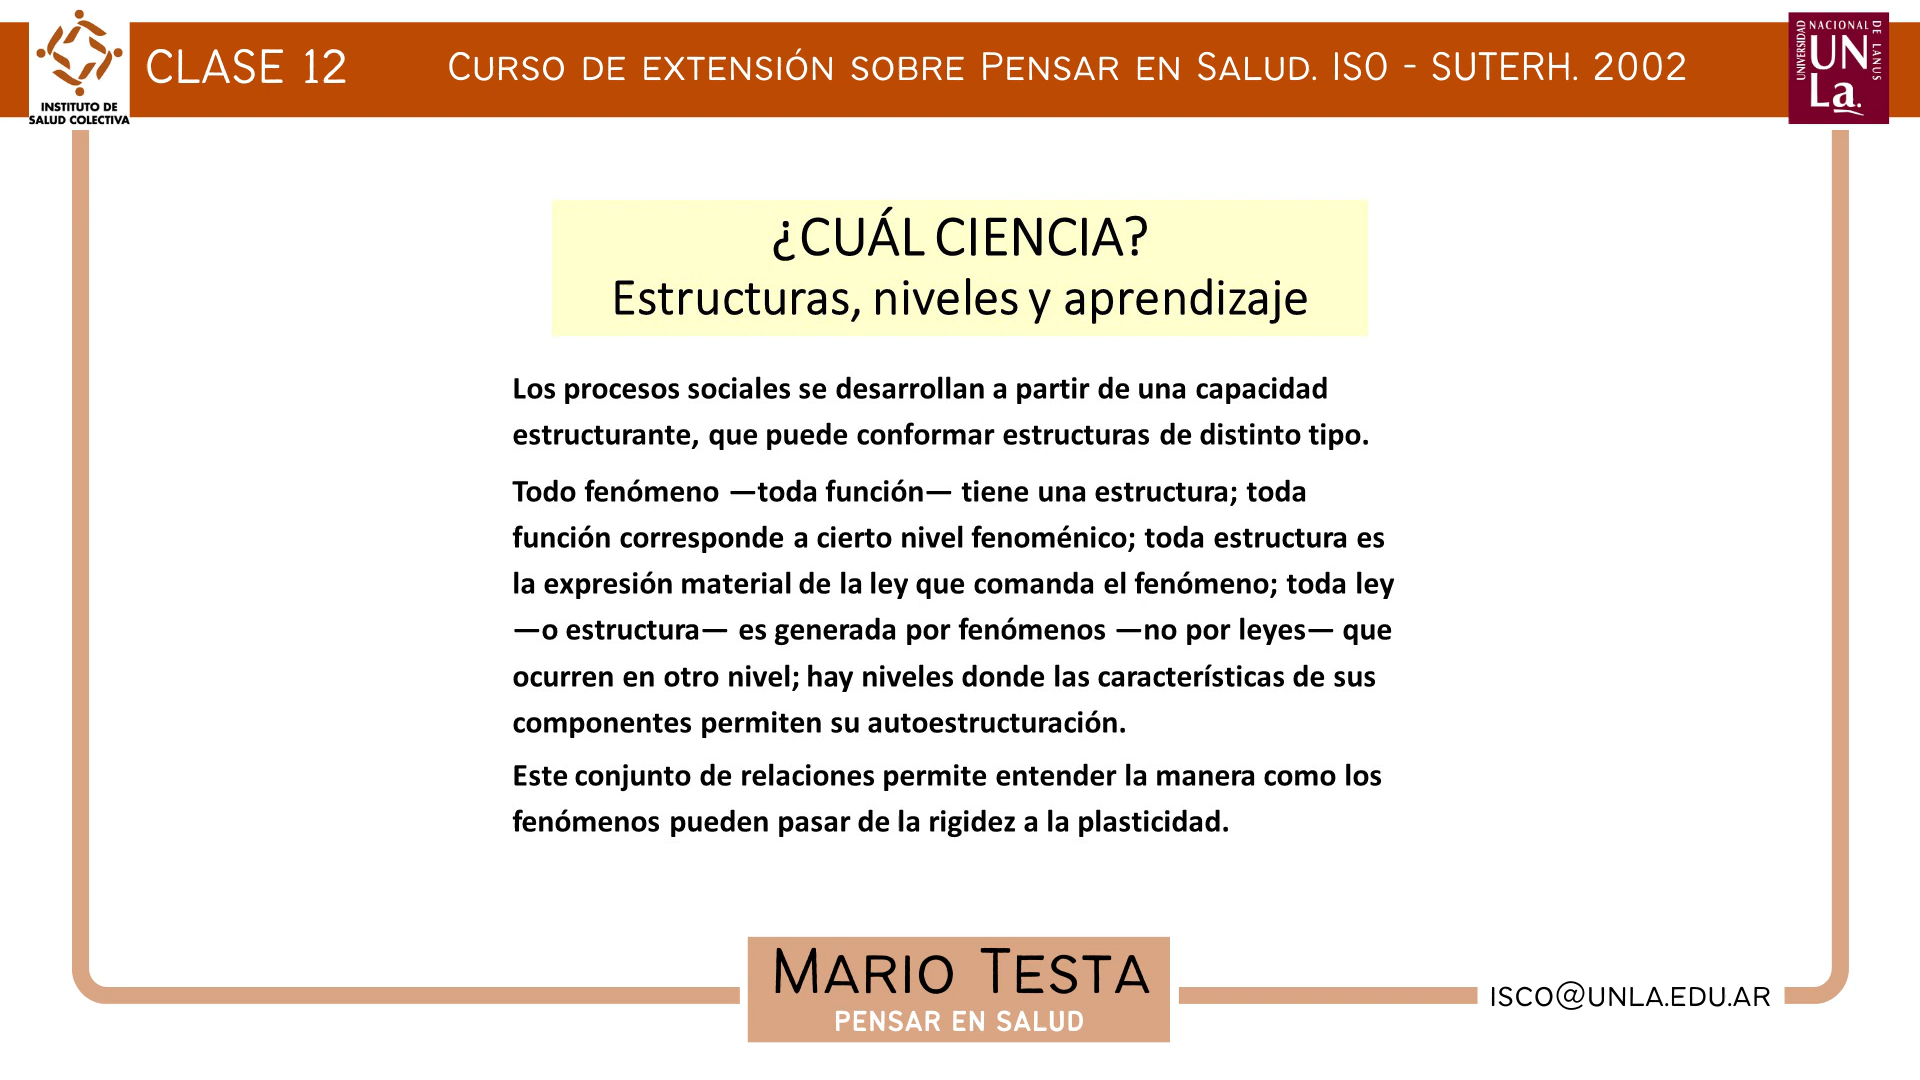 CLASE 12
CURSO DE EXTENSIÓN SOBRE PENSAR EN SALUD. ISO - SUTERH. 2002
INSTITUTO DE
SALUD COLECTIVA
UNIVERSIDAD NACIONAL DE LANUS
UN
La.
¿CUÁL CIENCIA?
Estructuras, niveles y aprendizaje
Los procesos sociales se desarrollan a partir de una capacidad
estructurante, que puede conformar estructuras de distinto tipo.
Todo fenómeno —toda función— tiene una estructura; toda
función corresponde a cierto nivel fenoménico; toda estructura es
la expresión material de la ley que comanda el fenómeno; toda ley
—o estructura— es generada por fenómenos —no por leyes— que
ocurren en otro nivel; hay niveles donde las características de sus
componentes permiten su autoestructuración.
Este conjunto de relaciones permite entender la manera como los
fenómenos pueden pasar de la rigidez a la plasticidad.
MARIO TESTA
PENSAR EN SALUD
ISCO@UNLA.EDU.AR